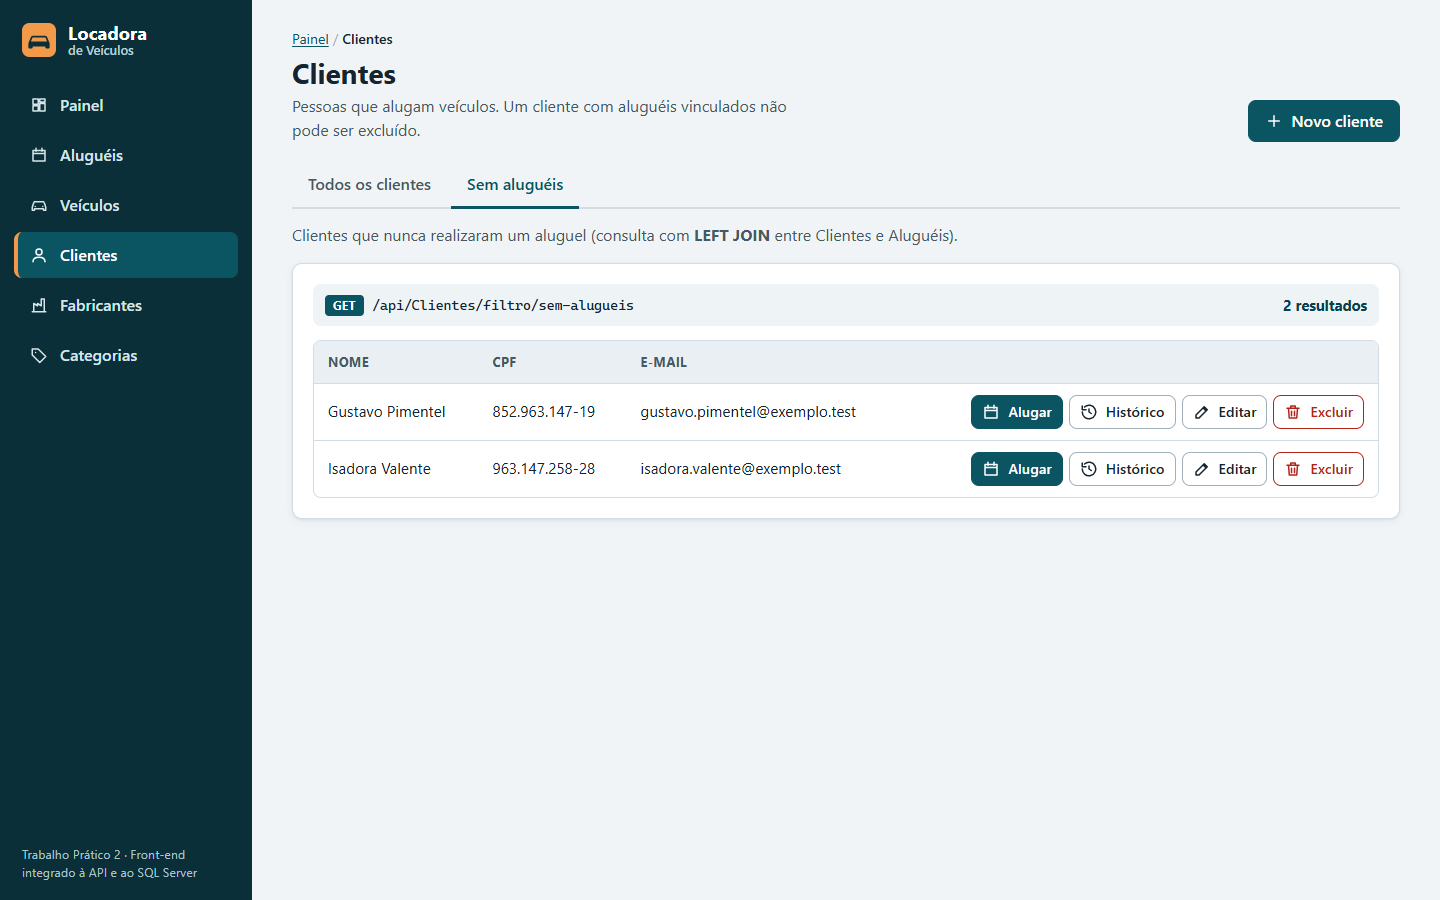 Locadora
de Veículos
Painel
Aluguéis
Veículos
Clientes
Fabricantes
Categorias
Trabalho Prático 2 · Front-end
integrado à API e ao SQL Server
Painel / Clientes
Clientes
Pessoas que alugam veículos. Um cliente com aluguéis vinculados não
pode ser excluído.
Novo cliente
Todos os clientes Sem aluguéis
Clientes que nunca realizaram um aluguel (consulta com LEFT JOIN entre Clientes e Aluguéis).
GET /api/Clientes/filtro/sem-alugueis 2 resultados
NOME CPF E-MAIL
Gustavo Pimentel 852.963.147-19 gustavo.pimentel@exemplo.test Alugar Histórico Editar Excluir
Isadora Valente 963.147.258-28 isadora.valente@exemplo.test Alugar Histórico Editar Excluir